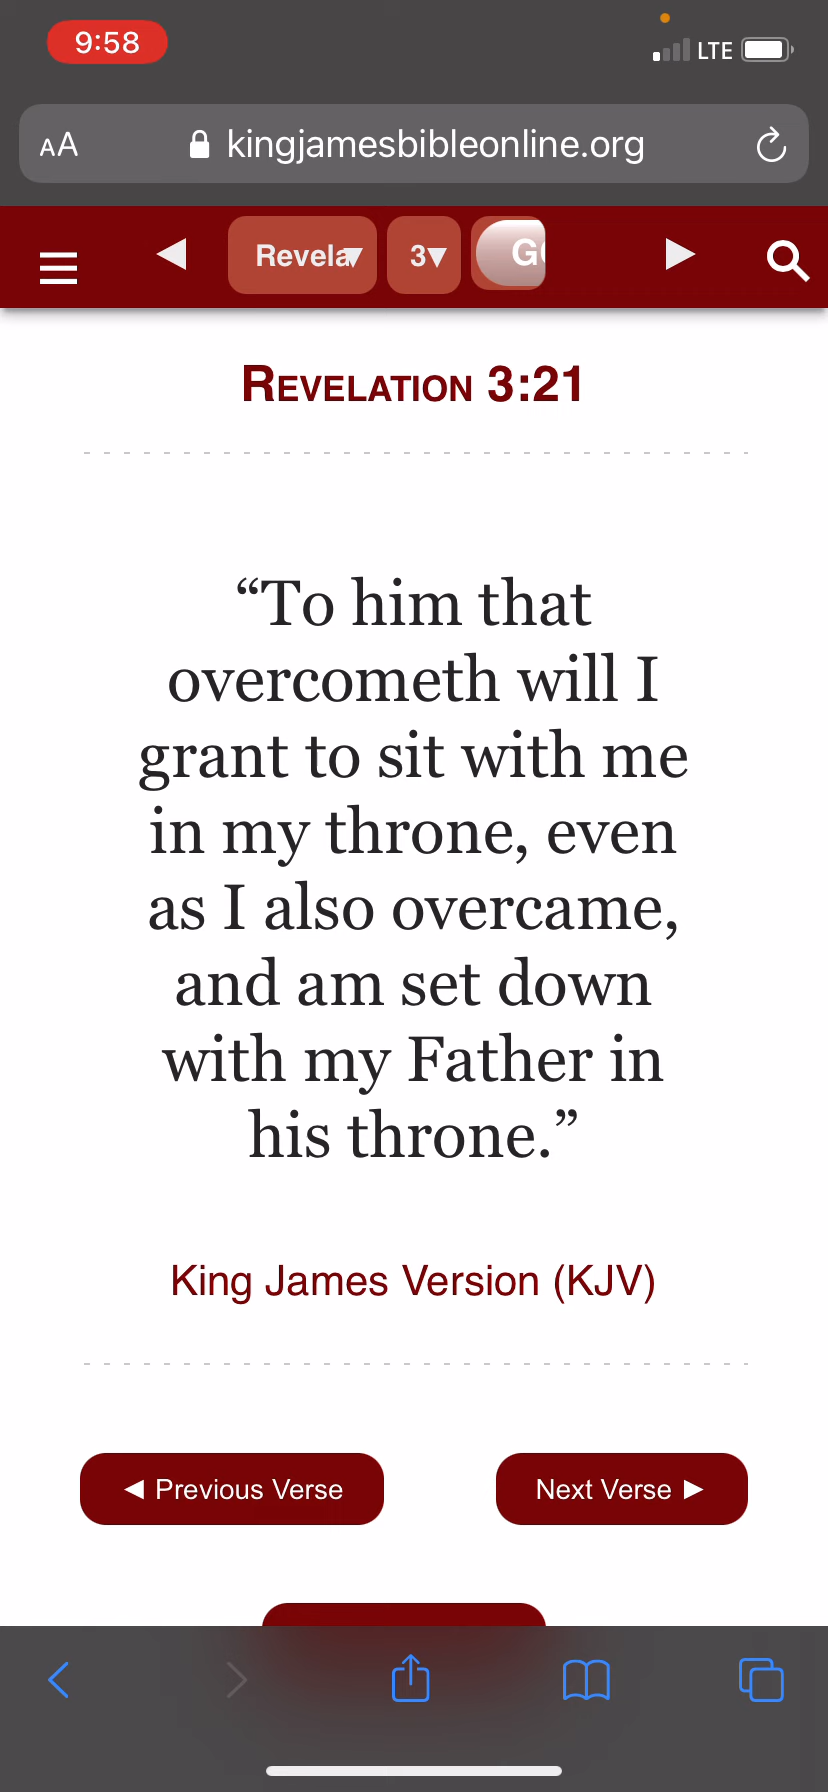 9:58
LTE
AA kingjamesbibleonline.org
Revela 3
REVELATION 3:21
“To him that
overcometh will I
grant to sit with me
in my throne, even
as I also overcame,
and am set down
with my Father in
his throne.”
King James Version (KJV)
Previous Verse Next Verse